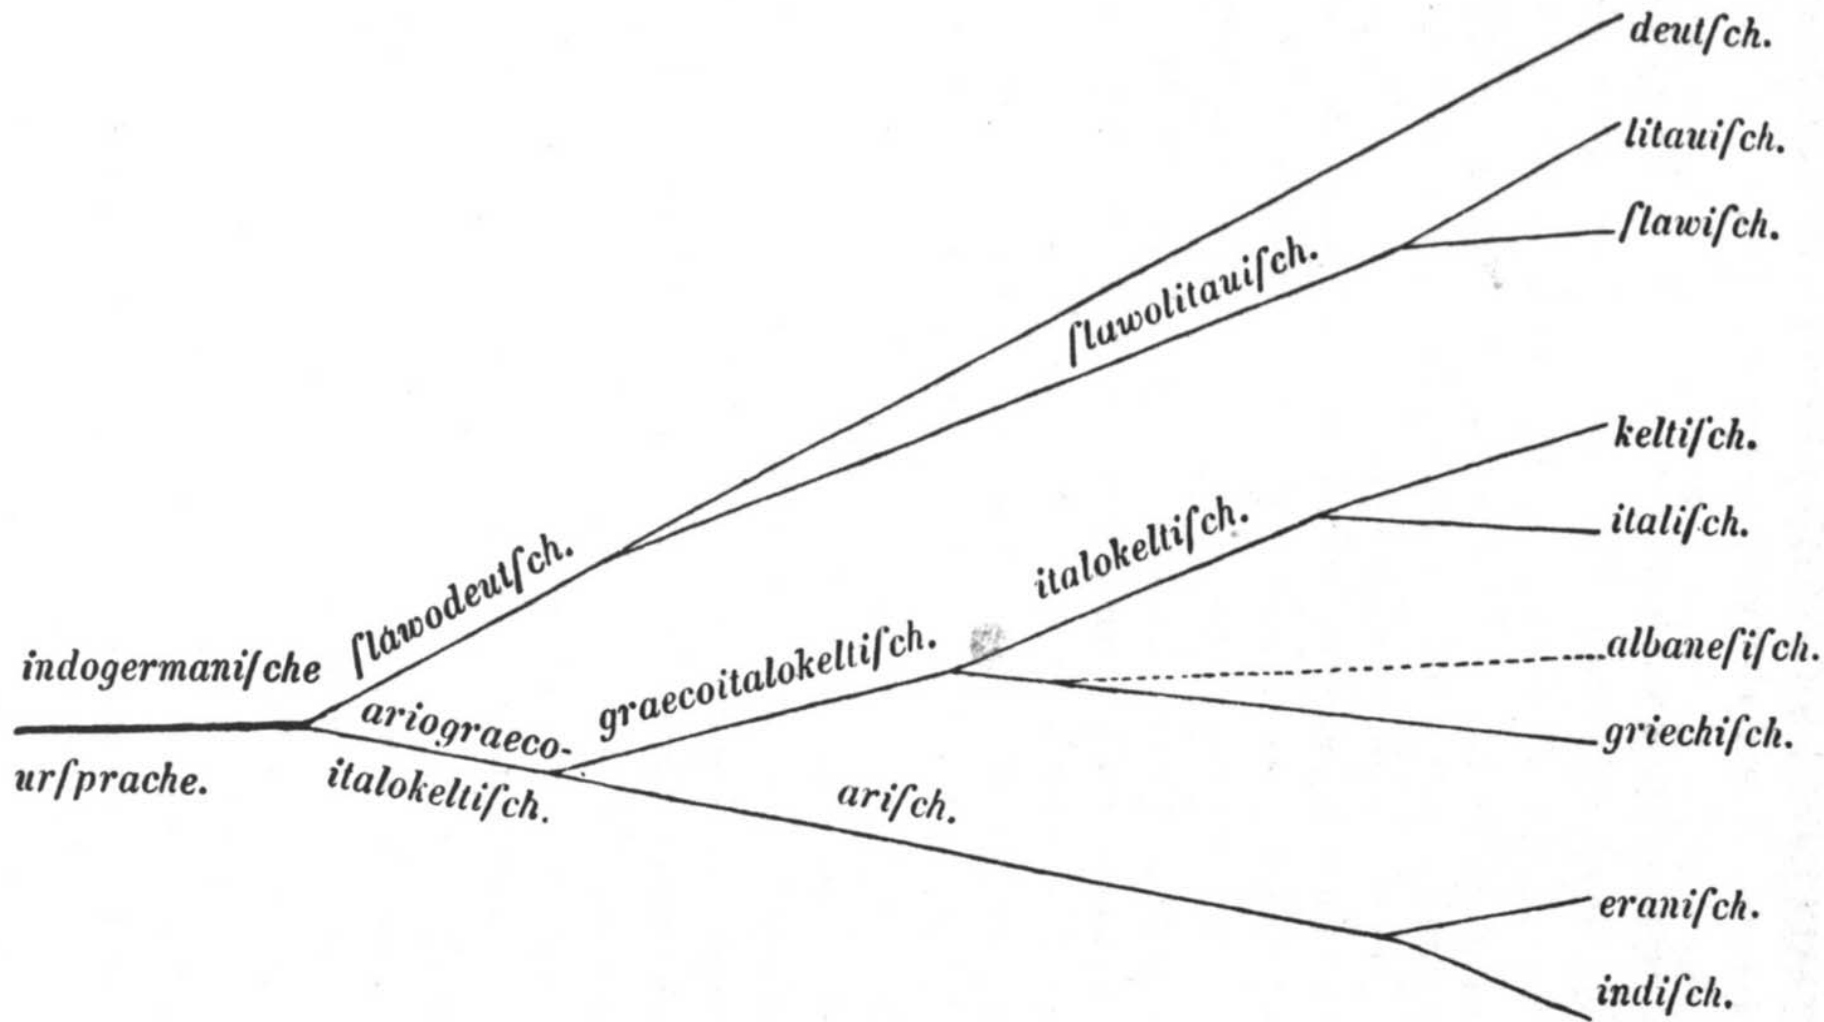 deutſch.
litauiſch.
ſlawiſch.
ſlawolitauiſch.
keltiſch.
italiſch.
italokeltiſch.
ſlawodeutſch.
albaneſiſch.
graecoitalokeltiſch.
indogermaniſche
urſprache.
ariograeco-
italokeltiſch.
griechiſch.
ariſch.
eraniſch.
indiſch.